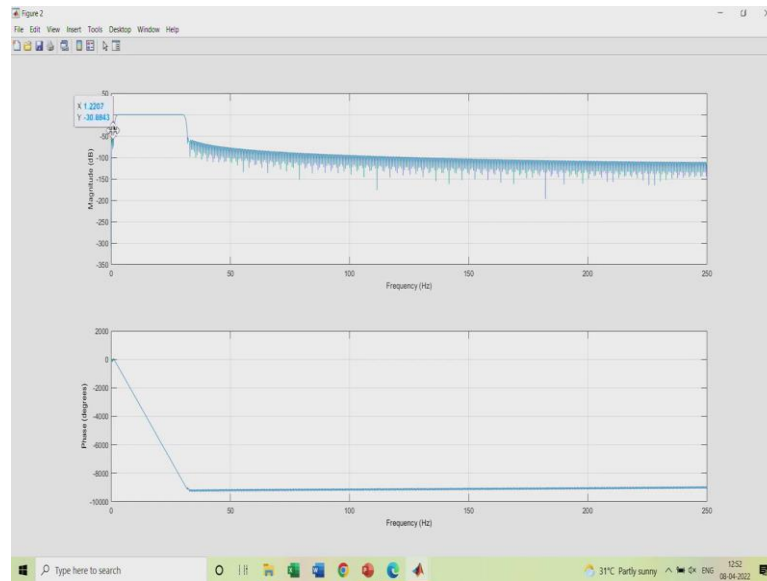 Figure 2
File Edit View Insert Tools Desktop Window Help
X 1.2207
Y -30.8843
50
-50
-100
-150
-200
-250
-300
-350
Magnitude (dB)
0 50 100 150 200 250
Frequency (Hz)
2000
0
-2000
-4000
-6000
-8000
-10000
Phase (degrees)
0 50 100 150 200 250
Frequency (Hz)
Type here to search
31°C Partly sunny ENG 12:52
08-04-2022